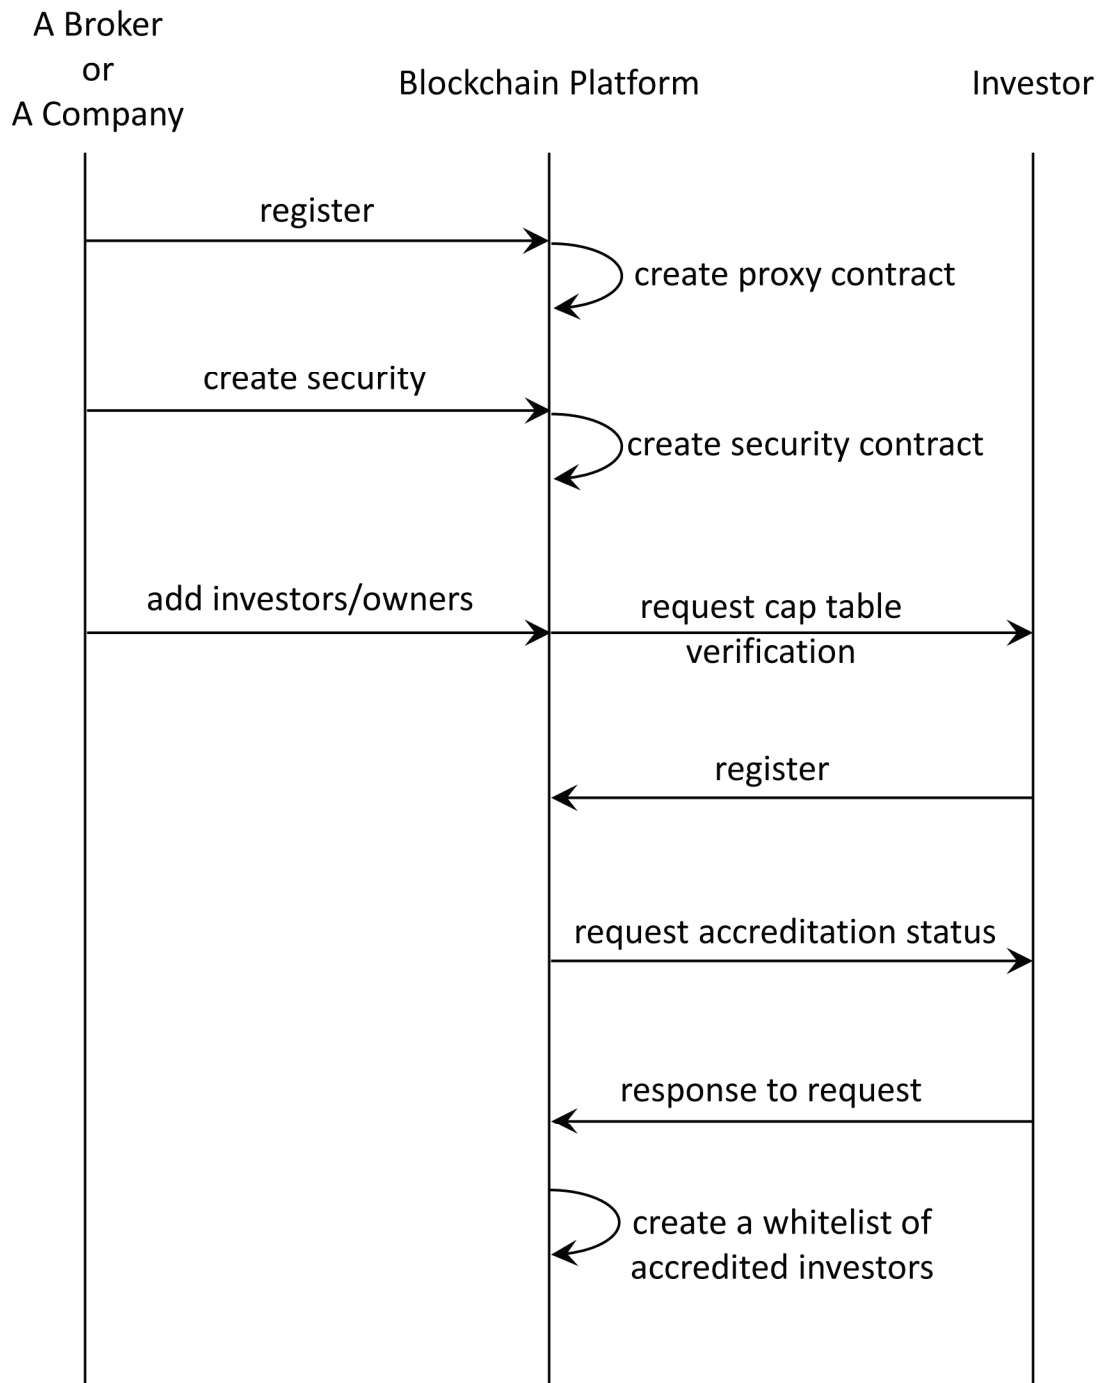 A Broker
or
A Company
Blockchain Platform
Investor
register
create proxy contract
create security
create security contract
add investors/owners
request cap table
verification
register
request accreditation status
response to request
create a whitelist of
accredited investors